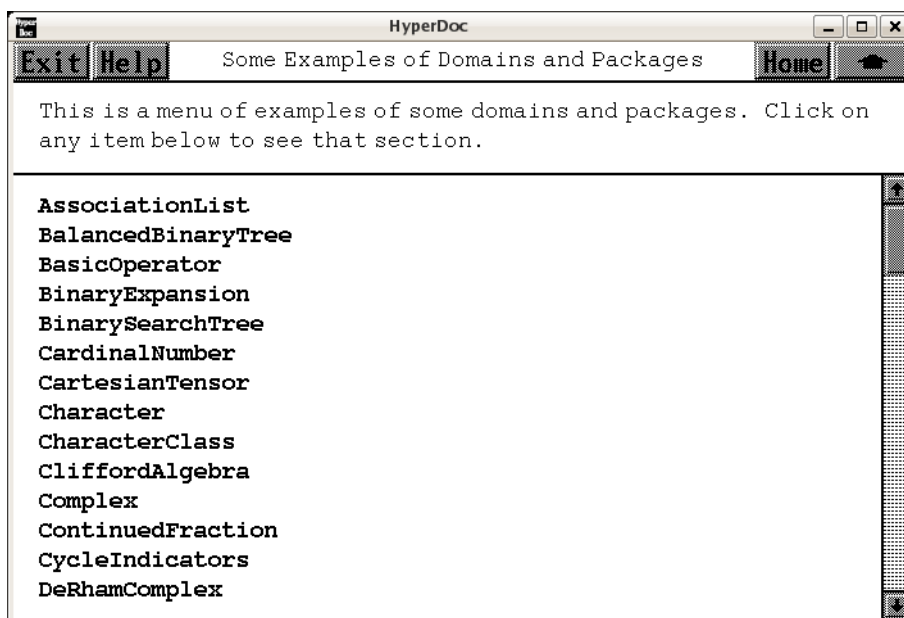 Hyper Doc
HyperDoc
Exit Help Some Examples of Domains and Packages Home
This is a menu of examples of some domains and packages. Click on
any item below to see that section.
AssociationList
BalancedBinaryTree
BasicOperator
BinaryExpansion
BinarySearchTree
CardinalNumber
CartesianTensor
Character
CharacterClass
CliffordAlgebra
Complex
ContinuedFraction
CycleIndicators
DeRhamComplex